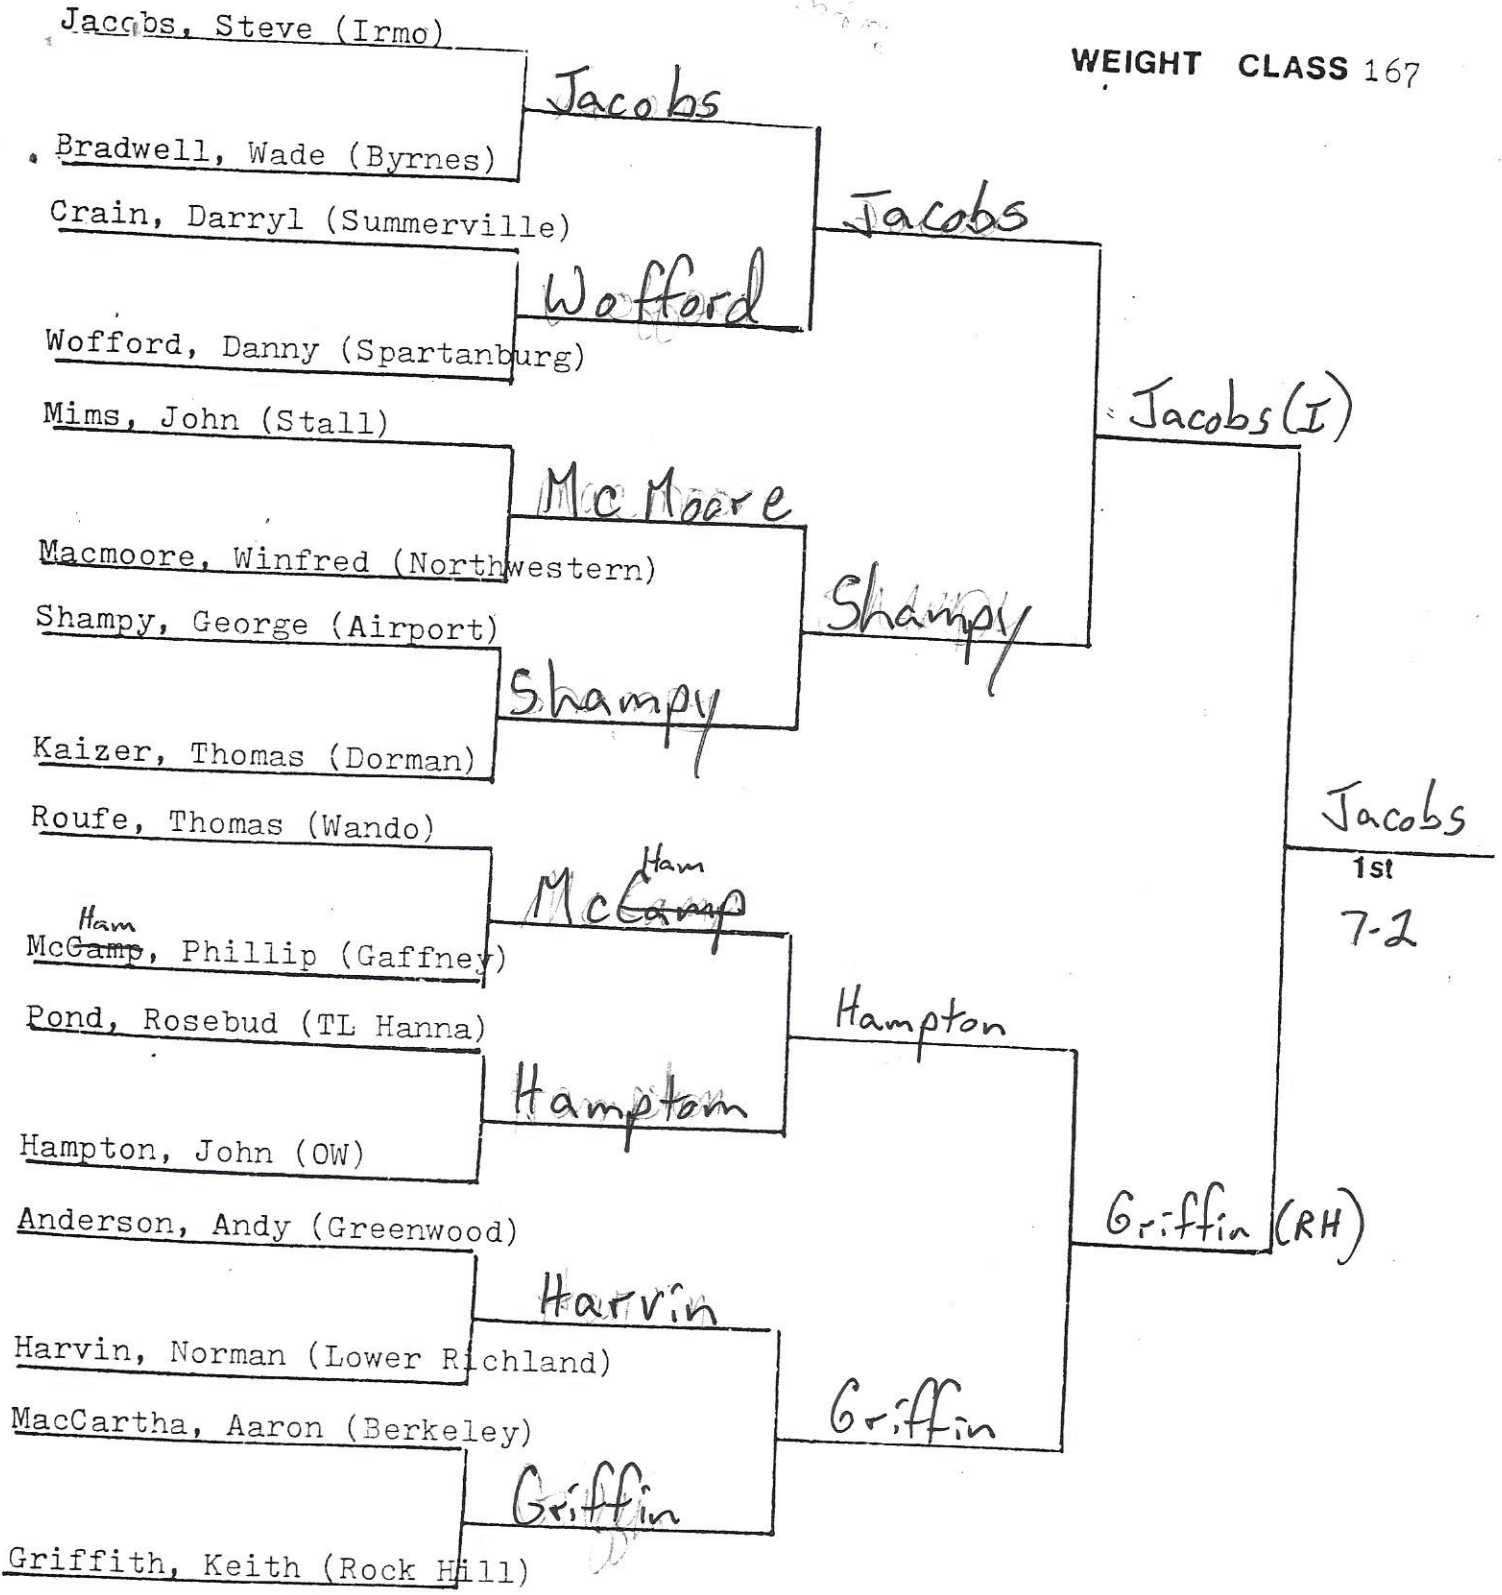 Jacobs, Steve (Irmo)
WEIGHT CLASS 167
Jacobs
Bradwell, Wade (Byrnes)
Crain, Darryl (Summerville)
Jacobs
Wofford
Wofford, Danny (Spartanburg)
Mims, John (Stall)
Jacobs (I)
Mc Moore
Macmoore, Winfred (Northwestern)
Shampy, George (Airport)
Shampy
Shampy
Kaizer, Thomas (Dorman)
Roufe, Thomas (Wando)
Jacobs
1st
7-2
Ham
McCamp
Ham
McCamp, Phillip (Gaffney)
Pond, Rosebud (TL Hanna)
Hampton
Hamptom
Hampton, John (OW)
Anderson, Andy (Greenwood)
Griffin (RH)
Harvin
Harvin, Norman (Lower Richland)
MacCartha, Aaron (Berkeley)
Griffin
Griffin
Griffith, Keith (Rock Hill)